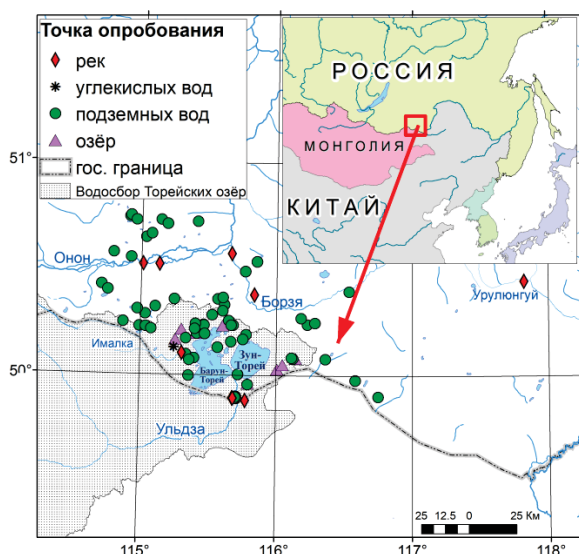 Точка опробования
рек
углекислых вод
подземных вод
озёр
гос. граница
Водосбор Торейских озёр
РОССИЯ
МОНГОЛИЯ
КИТАЙ
51°
Онон
Борзя
Урулюнгуй
Ималка
50°
Зун-
Торей
Барун-
Торей
Ульдза
25 12.5 0 25 Км
115° 116° 117° 118°